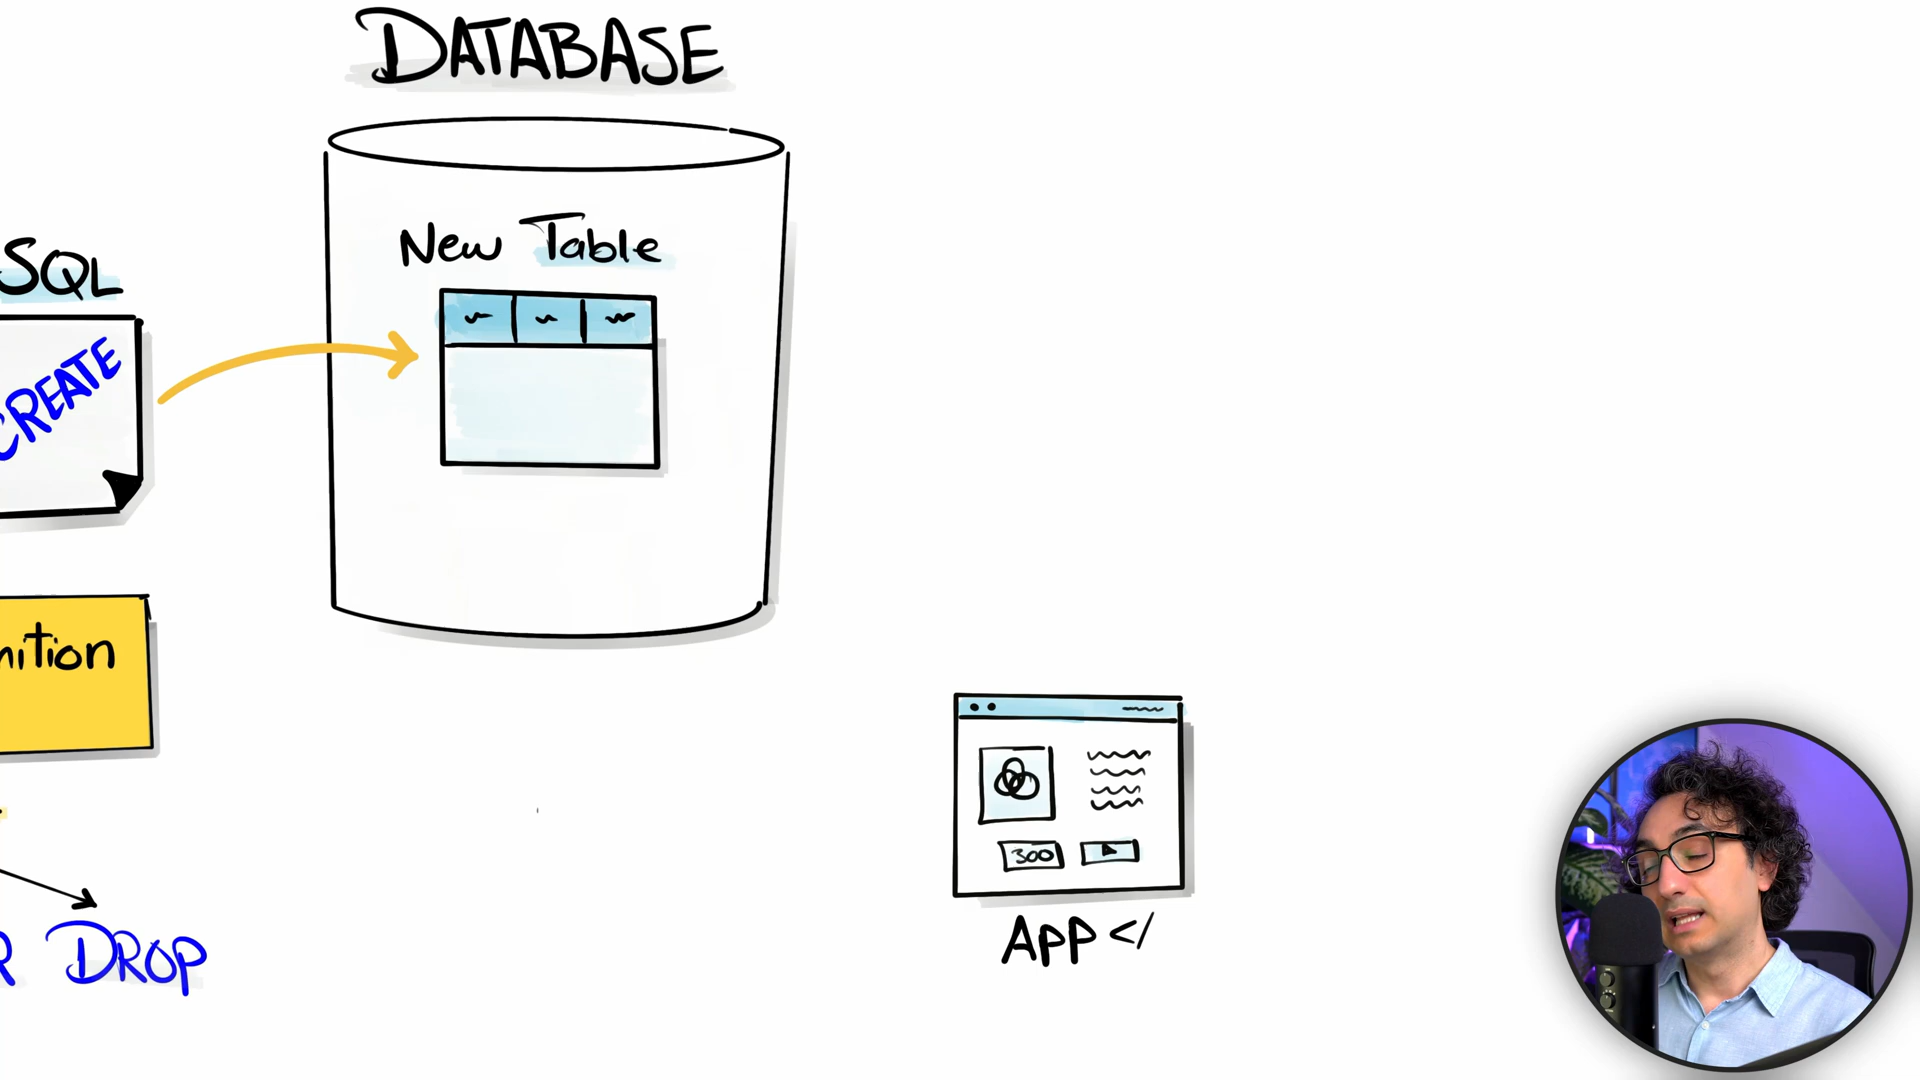 DATABASE
New Table
SQL
CREATE
nition
DROP
300
APP </